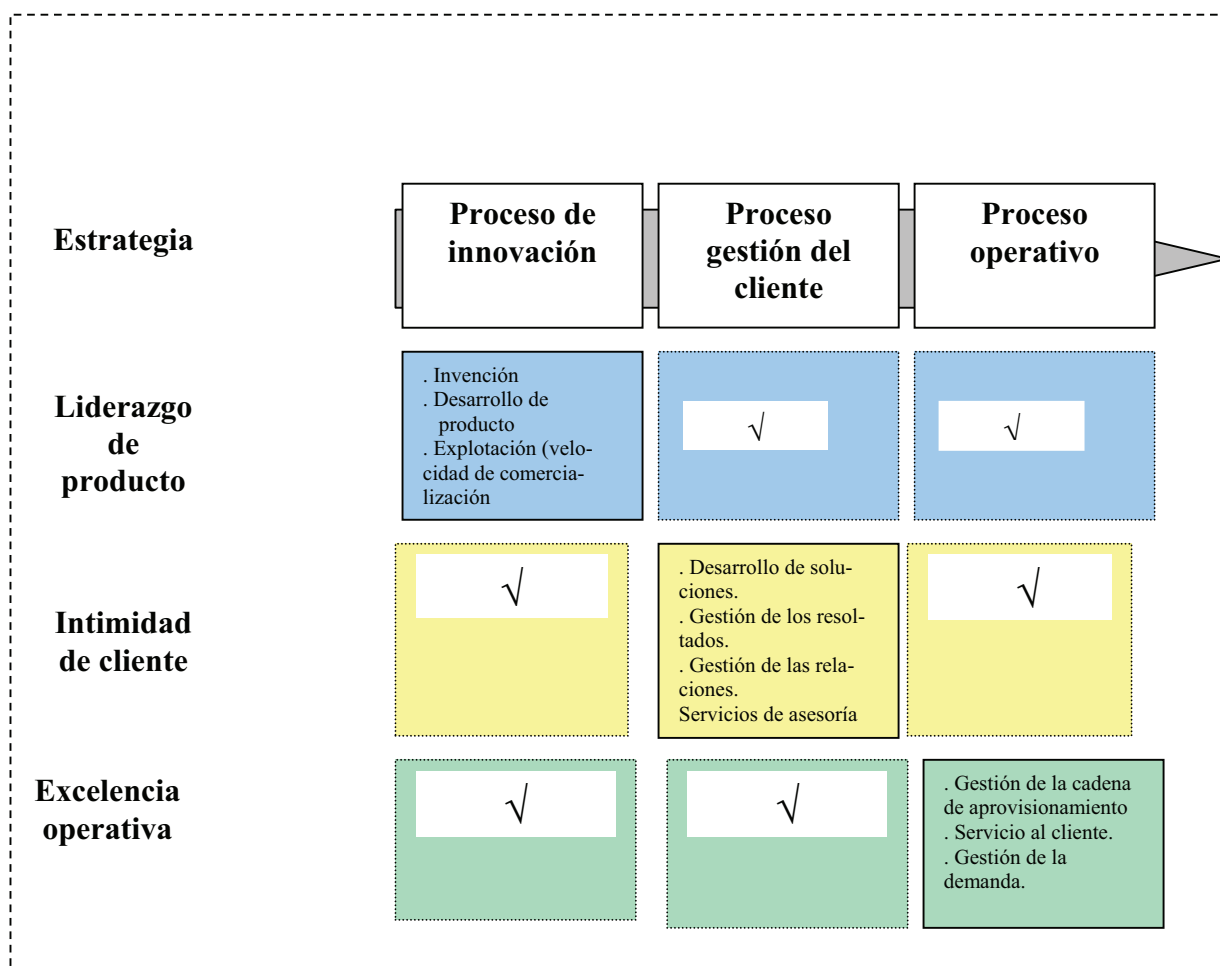 Estrategia
Proceso de
innovación
Proceso
gestión del
cliente
Proceso
operativo
Liderazgo
de
producto
. Invención
. Desarrollo de
producto
. Explotación (velo-
cidad de comercia-
lización
√
√
Intimidad
de cliente
√
. Desarrollo de solu-
ciones.
. Gestión de los resol-
tados.
. Gestión de las rela-
ciones.
Servicios de asesoría
√
Excelencia
operativa
√
√
. Gestión de la cadena
de aprovisionamiento
. Servicio al cliente.
. Gestión de la
demanda.